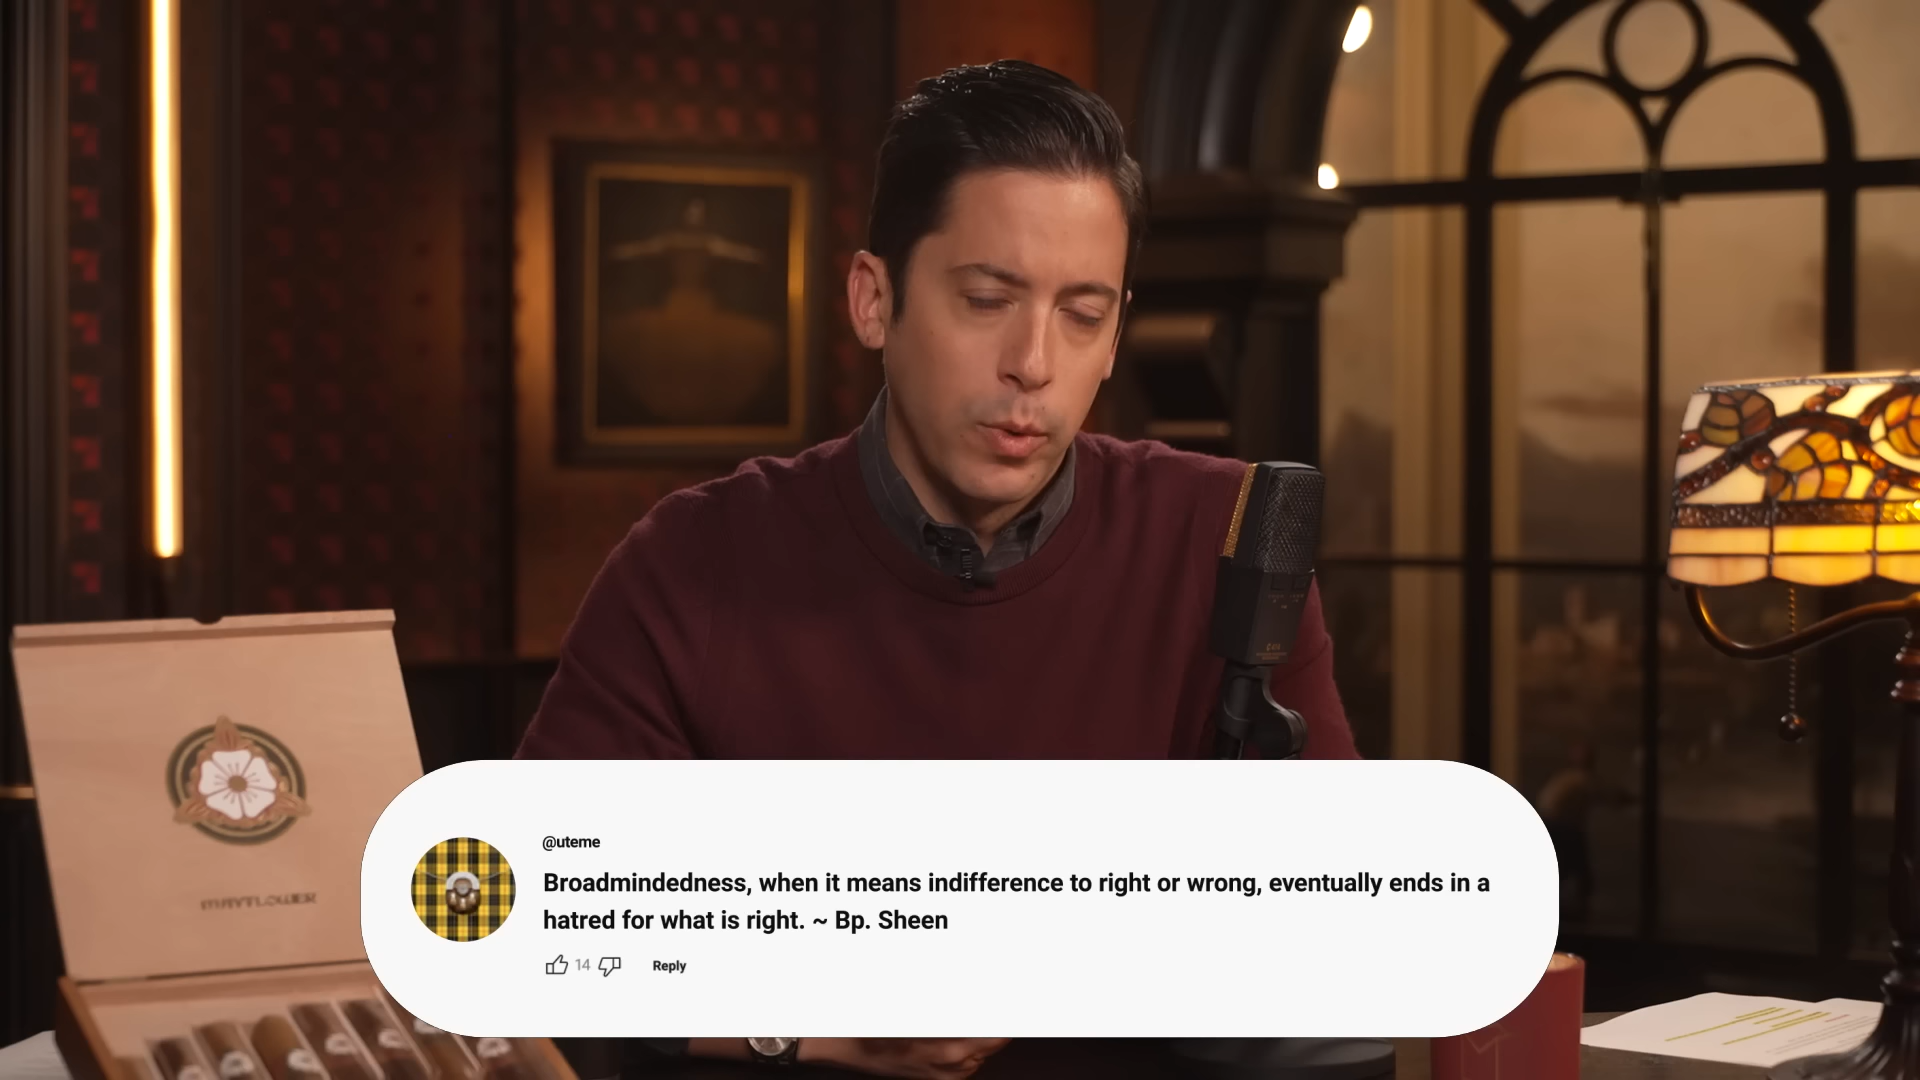 MAYFLOWER
@uteme
Broadmindedness, when it means indifference to right or wrong, eventually ends in a
hatred for what is right. ~ Bp. Sheen
14
Reply